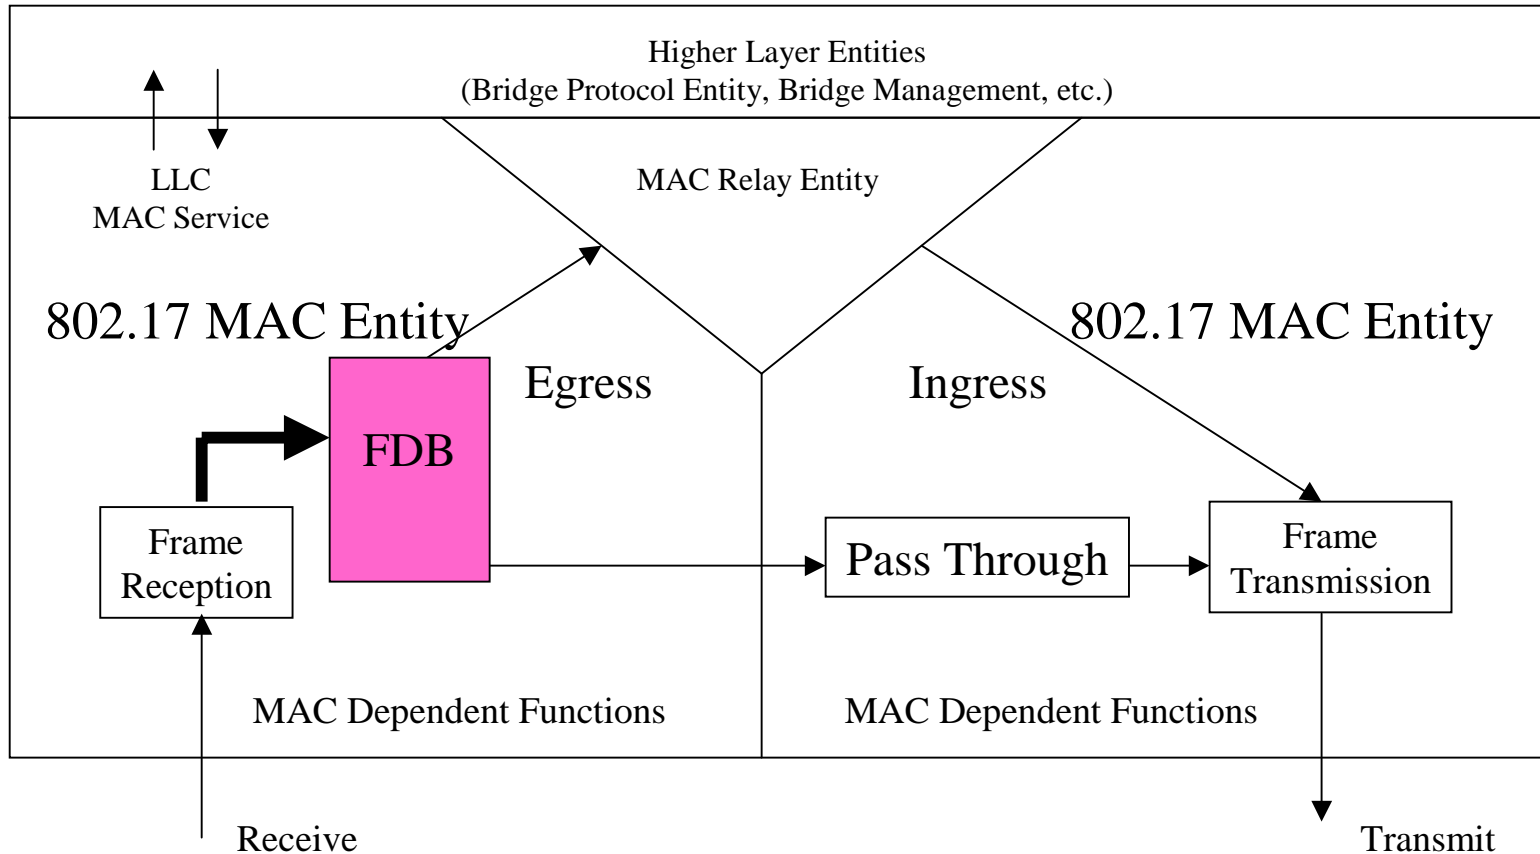 Higher Layer Entities
(Bridge Protocol Entity, Bridge Management, etc.)
LLC
MAC Service
MAC Relay Entity
802.17 MAC Entity
802.17 MAC Entity
Egress
Ingress
FDB
Frame
Reception
Pass Through
Frame
Transmission
MAC Dependent Functions
MAC Dependent Functions
Receive
Transmit